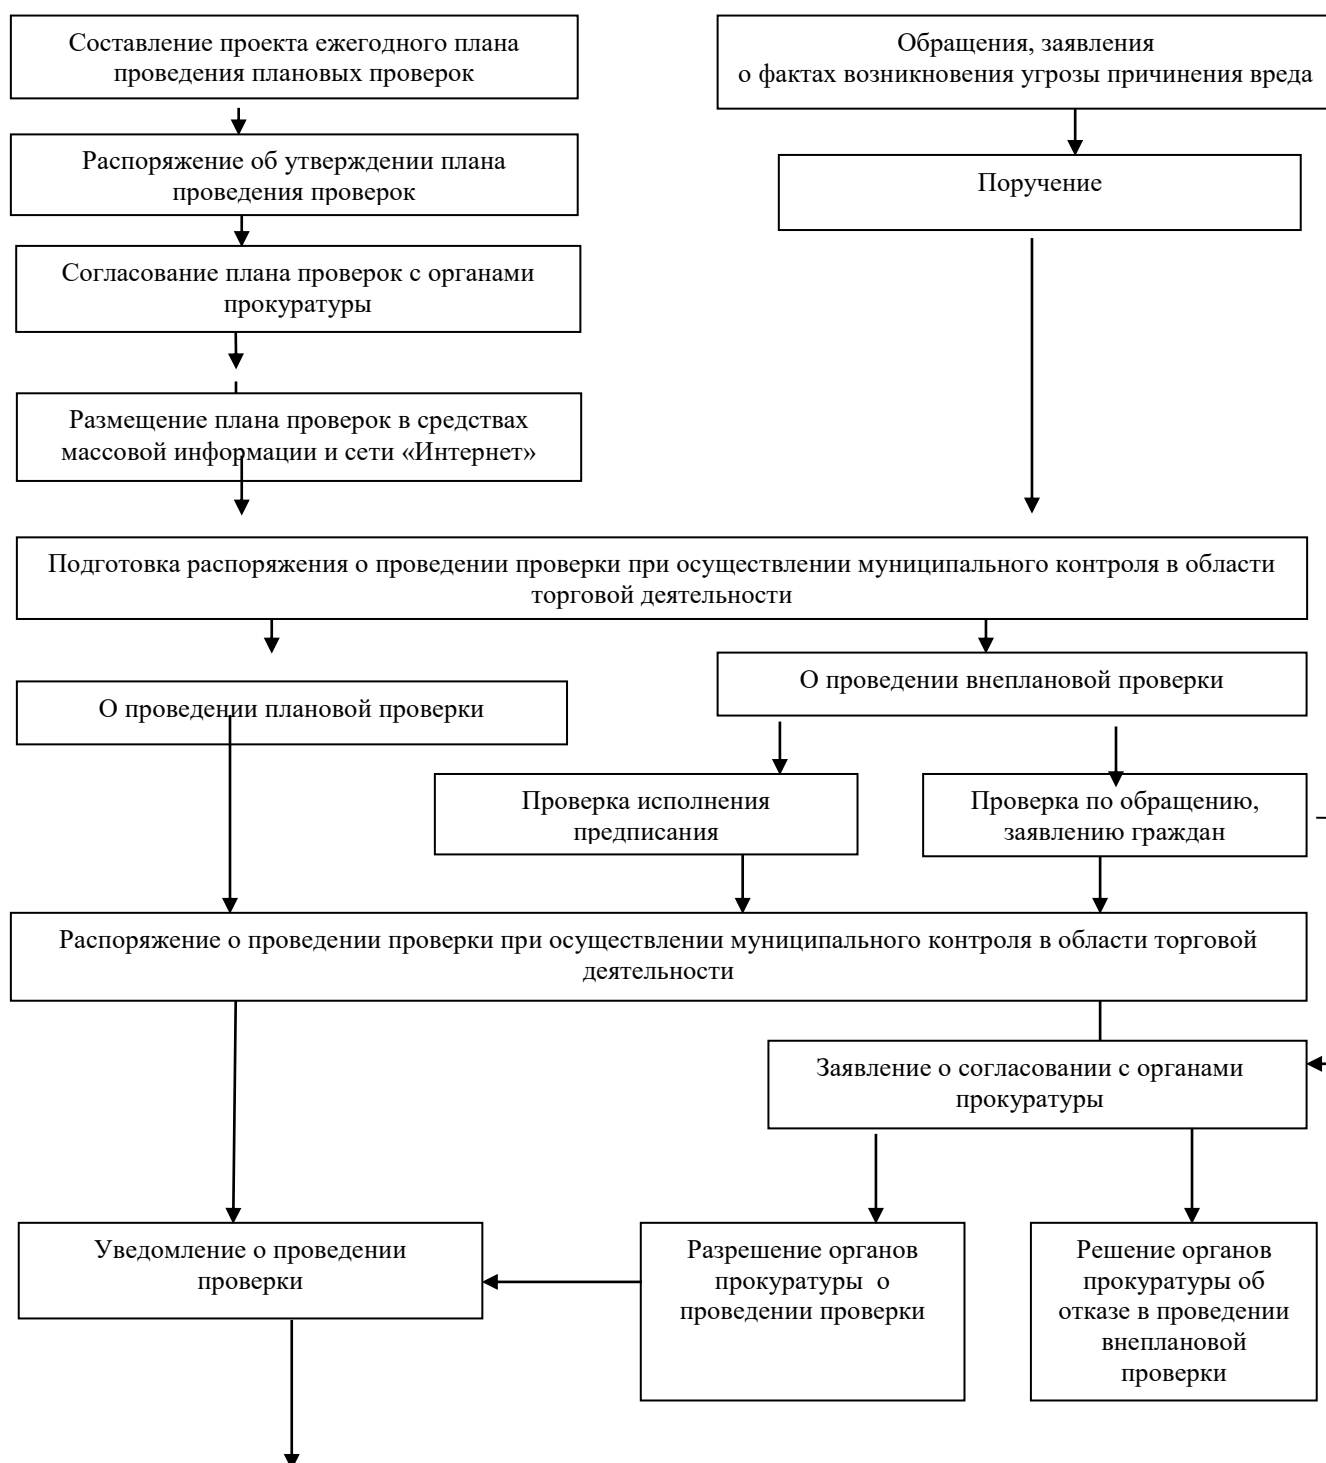 Составление проекта ежегодного плана
проведения плановых проверок
Обращения, заявления
о фактах возникновения угрозы причинения вреда
Распоряжение об утверждении плана
проведения проверок
Поручение
Согласование плана проверок с органами
прокуратуры
Размещение плана проверок в средствах
массовой информации и сети «Интернет»
Подготовка распоряжения о проведении проверки при осуществлении муниципального контроля в области
торговой деятельности
О проведении плановой проверки
О проведении внеплановой проверки
Проверка исполнения
предписания
Проверка по обращению,
заявлению граждан
Распоряжение о проведении проверки при осуществлении муниципального контроля в области торговой
деятельности
Заявление о согласовании с органами
прокуратуры
Уведомление о проведении
проверки
Разрешение органов
прокуратуры о
проведении проверки
Решение органов
прокуратуры об
отказе в проведении
внеплановой
проверки